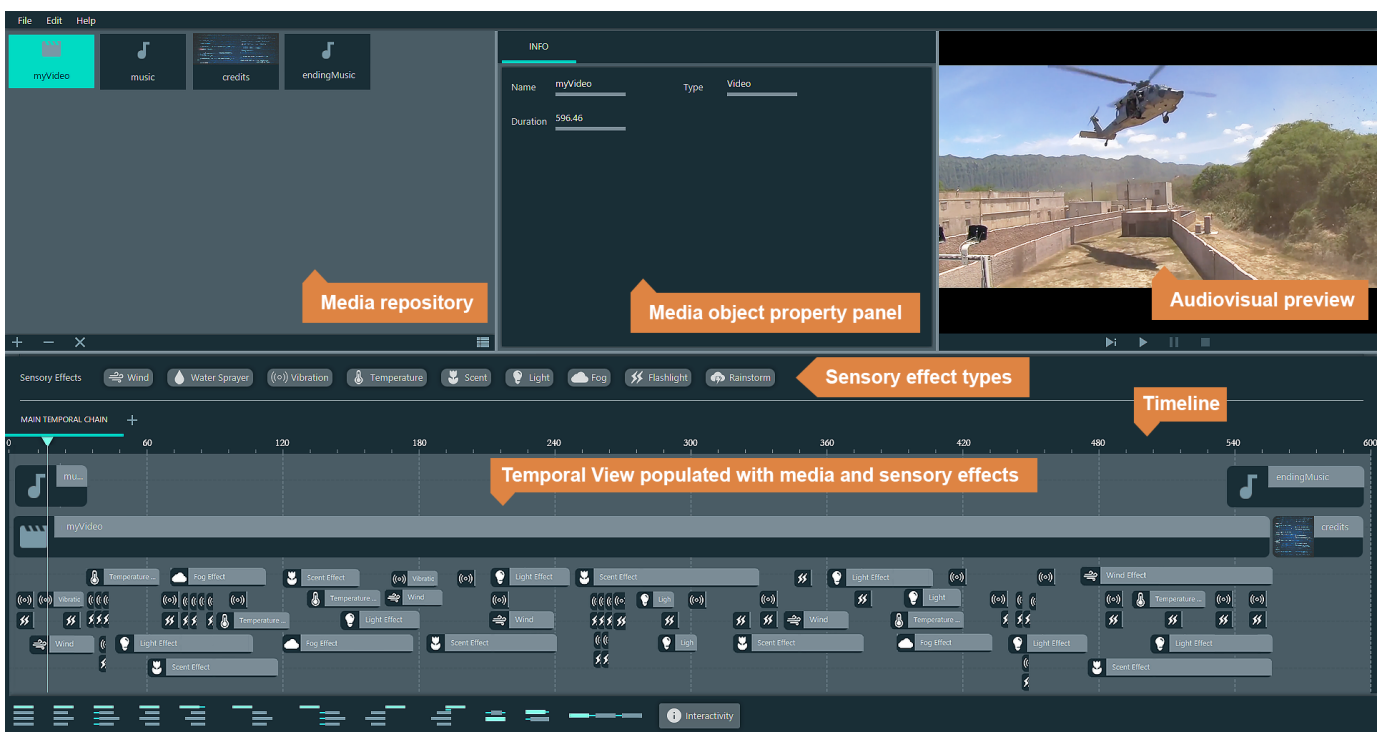 File Edit Help
myVideo music credits endingMusic
Media repository
INFO
Name myVideo Type Video
Duration 596.46
Media object property panel
Audiovisual preview
Sensory Effects Wind Water Sprayer Vibration Temperature Scent Light Fog Flashlight Rainstorm
Sensory effect types
MAIN TEMPORAL CHAIN
Timeline
0 60 120 180 240 300 360 420 480 540 600
mu... endingMusic
Temporal View populated with media and sensory effects
myVideo credits
Temperature ... Fog Effect Scent Effect Vibratic Light Effect Scent Effect Light Effect Wind Effect
Vibratic Temperature ... Wind Ligh Light Temperature ...
Temperature ... Light Effect Wind Wind Temperature ... Light Effect
Wind Light Effect Fog Effect Scent Effect Ligh Scent Effect Fog Effect Light Effect Light Effect
Scent Effect Scent Effect
Interactivity